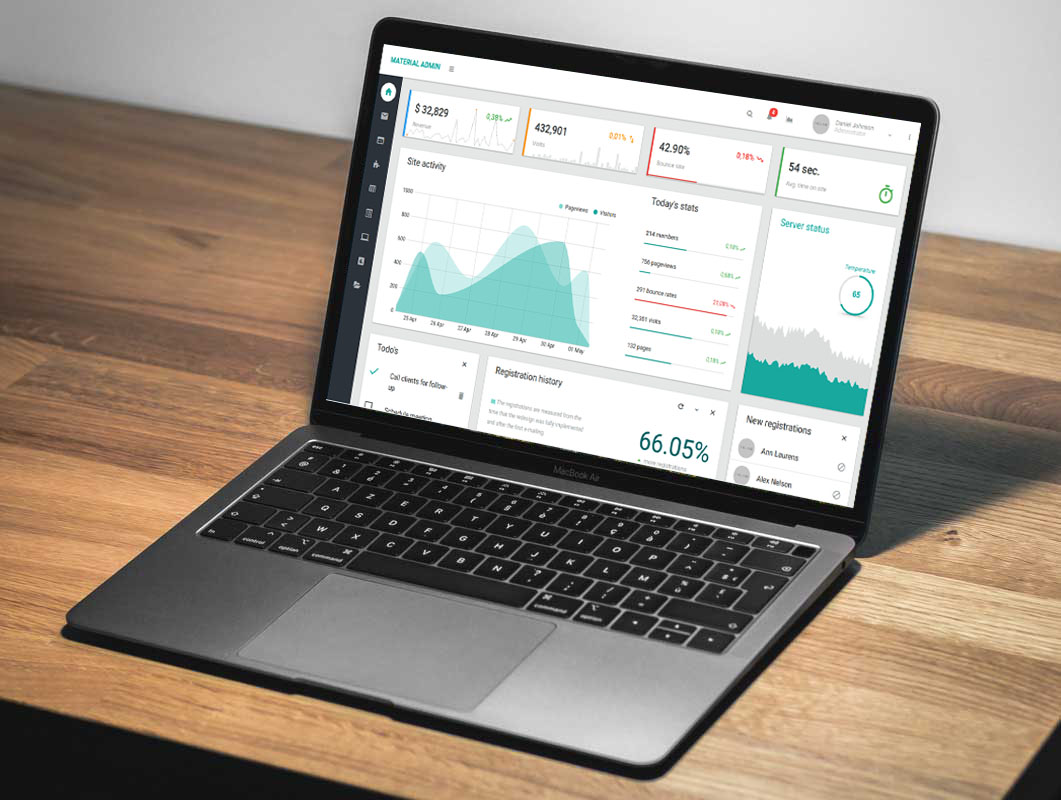 MATERIAL ADMIN
4
Daniel Johnson
Administrator
$ 32,829
0,38%
Revenue
432,901
0,01%
Visits
42.90%
0,18%
Bounce rate
54 sec.
Avg. time on site
Site activity
Pageviews
Visitors
1000
800
600
400
200
0
25 Apr
26 Apr
27 Apr
28 Apr
29 Apr
30 Apr
01 May
Today's stats
214 members
0,18%
756 pageviews
0,68%
291 bounce rates
21,08%
32,301 visits
0,18%
132 pages
0,18%
Server status
Temperature
65
Todo's
Call clients for follow-
up
Schedule meeting
Registration history
The registrations are measured from the
time that the redesign was fully implemented
and after the first e-mailing.
66.05%
more registrations
New registrations
Ann Laurens
Alex Nelson
MacBook Air
esc
A Z E R T Y U I O P
Q S D F G H J K L M
W X C V B N
fn control option command
command option